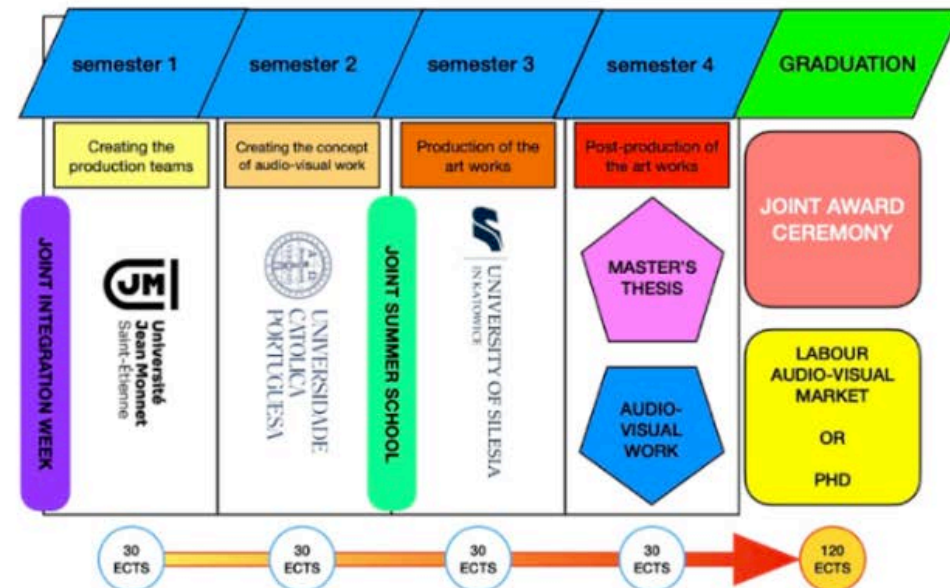 semester 1
semester 2
semester 3
semester 4
GRADUATION
Creating the
production teams
Creating the concept
of audio-visual work
Production of the
art works
Post-production of
the art works
JOINT INTEGRATION WEEK
UJM
Université
Jean Monnet
Saint-Étienne
UNIVERSIDADE
CATOLICA
PORTUGUESA
JOINT SUMMER SCHOOL
UNIVERSITY OF SILESIA
IN KATOWICE
MASTER'S
THESIS
AUDIO-
VISUAL
WORK
JOINT AWARD
CEREMONY
LABOUR
AUDIO-VISUAL
MARKET
OR
PHD
30
ECTS
30
ECTS
30
ECTS
30
ECTS
120
ECTS